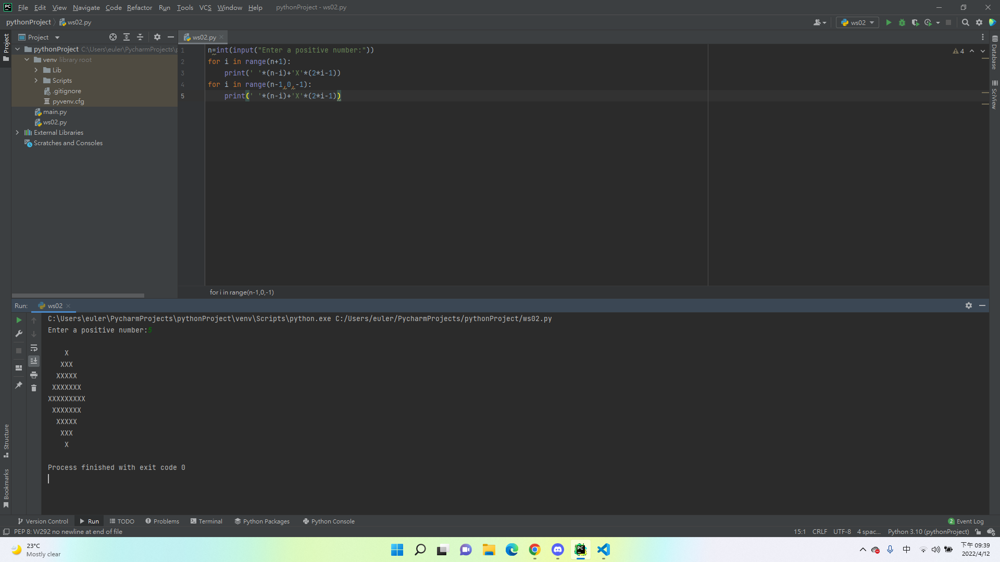 PC File Edit View Navigate Code Refactor Run Tools VCS Window Help pythonProject - ws02.py
pythonProject ws02.py ws02
Project ws02.py
Project
pythonProject C:\Users\euler\PycharmProjects\
venv library root
Lib
Scripts
.gitignore
pyvenv.cfg
main.py
ws02.py
External Libraries
Scratches and Consoles
1 n=int(input("Enter a positive number:"))
2 for i in range(n+1):
3 print(' '*(n-i)+'X'*(2*i-1))
4 for i in range(n-1,0,-1):
5 print(' '*(n-i)+'X'*(2*i-1))
4
Database
SciView
for i in range(n-1,0,-1)
Run: ws02
C:\Users\euler\PycharmProjects\pythonProject\venv\Scripts\python.exe C:/Users/euler/PycharmProjects/pythonProject/ws02.py
Enter a positive number:5
X
XXX
XXXXX
XXXXXXX
XXXXXXXXX
XXXXXXX
XXXXX
XXX
X
Process finished with exit code 0
Structure
Bookmarks
Version Control Run TODO Problems Terminal Python Packages Python Console 2 Event Log
PEP 8: W292 no newline at end of file 15:1 CRLF UTF-8 4 spac... Python 3.10 (pythonProject)
23°C
Mostly clear
PC
中
下午 09:39
2022/4/12